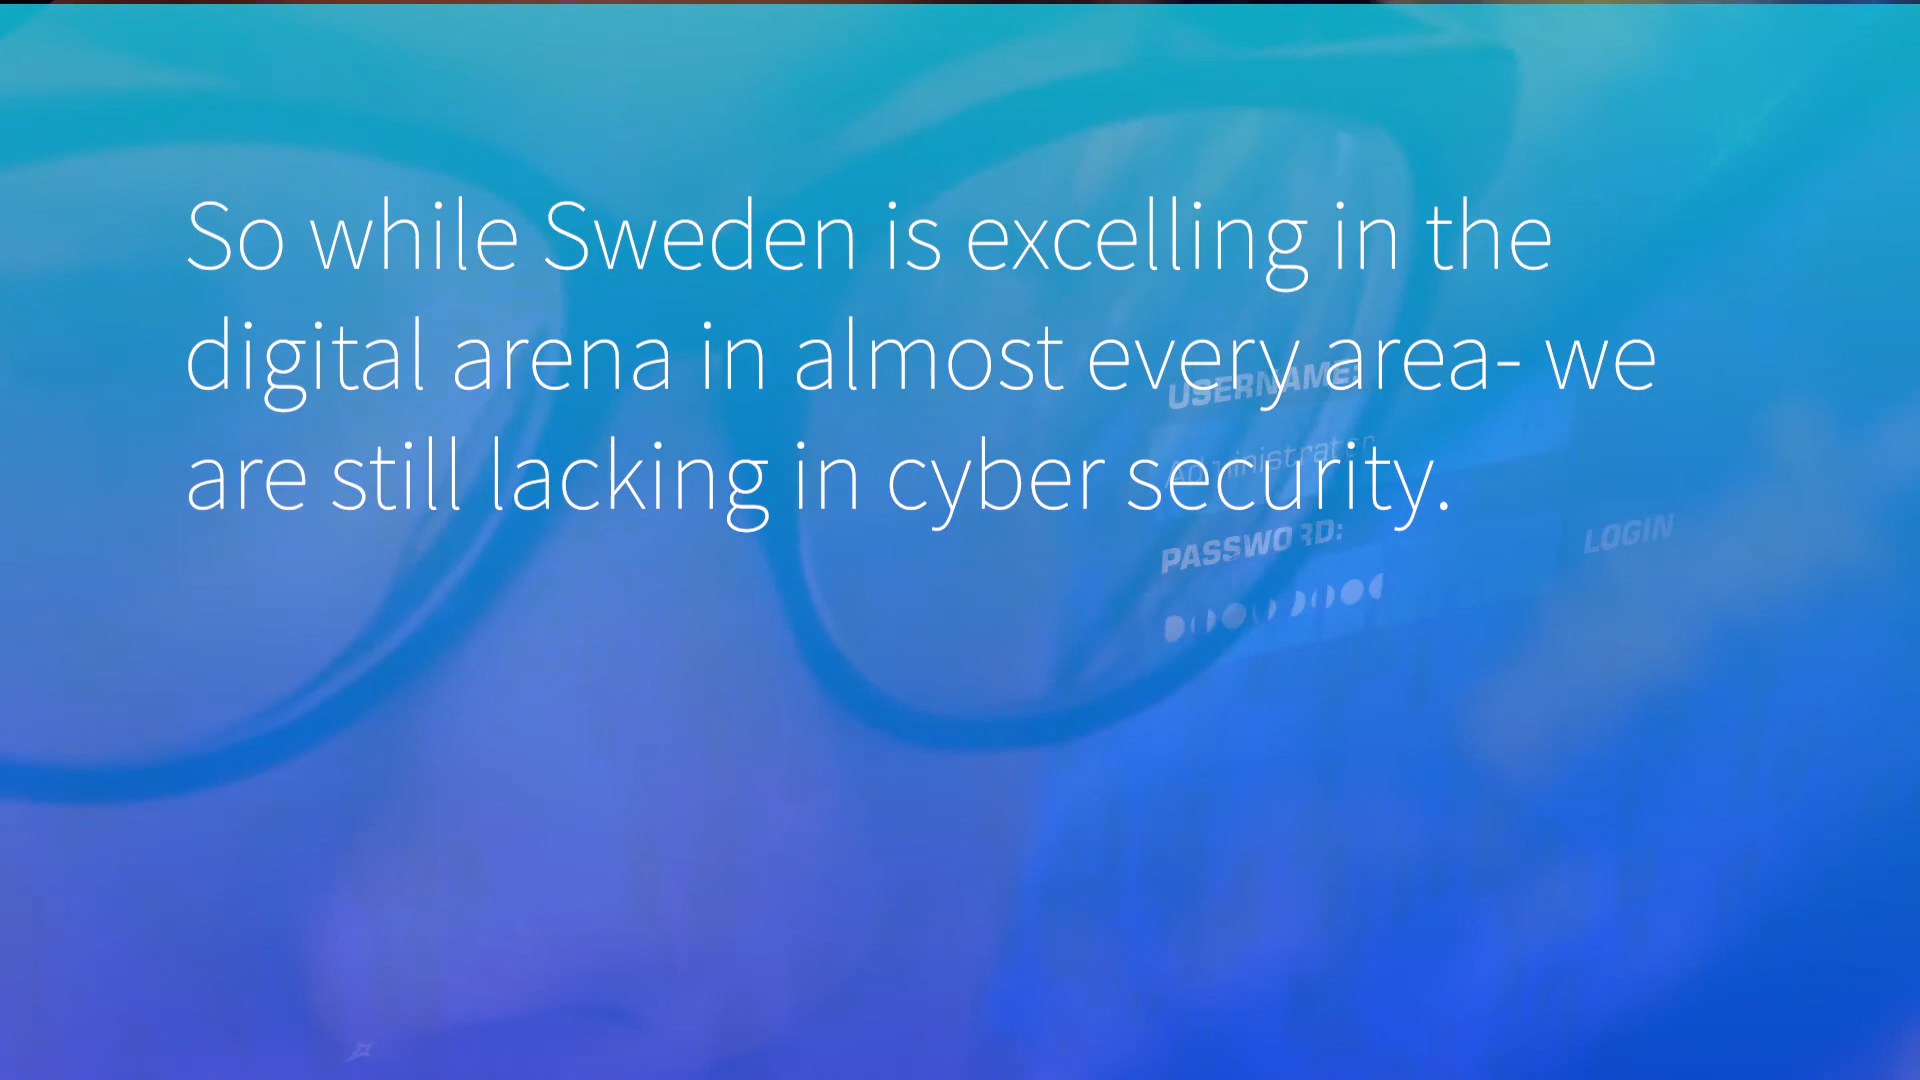 So while Sweden is excelling in the
digital arena in almost every area- we
are still lacking in cyber security.
USERNAME:
Administrator
PASSWORD:
LOGIN